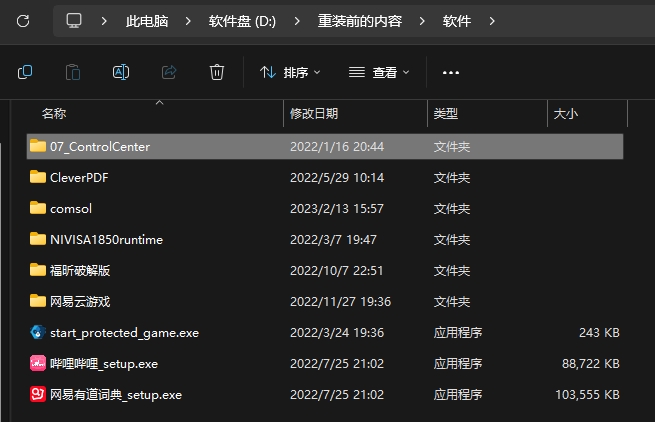 此电脑 > 软件盘 (D:) > 重装前的内容 > 软件 >
排序 查看 ...
名称 修改日期 类型 大小
07_ControlCenter 2022/1/16 20:44 文件夹
CleverPDF 2022/5/29 10:14 文件夹
comsol 2023/2/13 15:57 文件夹
NIVISA1850runtime 2022/3/7 19:47 文件夹
福昕破解版 2022/10/7 22:51 文件夹
网易云游戏 2022/11/27 19:36 文件夹
start_protected_game.exe 2022/3/24 19:36 应用程序 243 KB
哔哩哔哩_setup.exe 2022/7/25 21:02 应用程序 88,722 KB
网易有道词典_setup.exe 2022/7/25 21:02 应用程序 103,555 KB